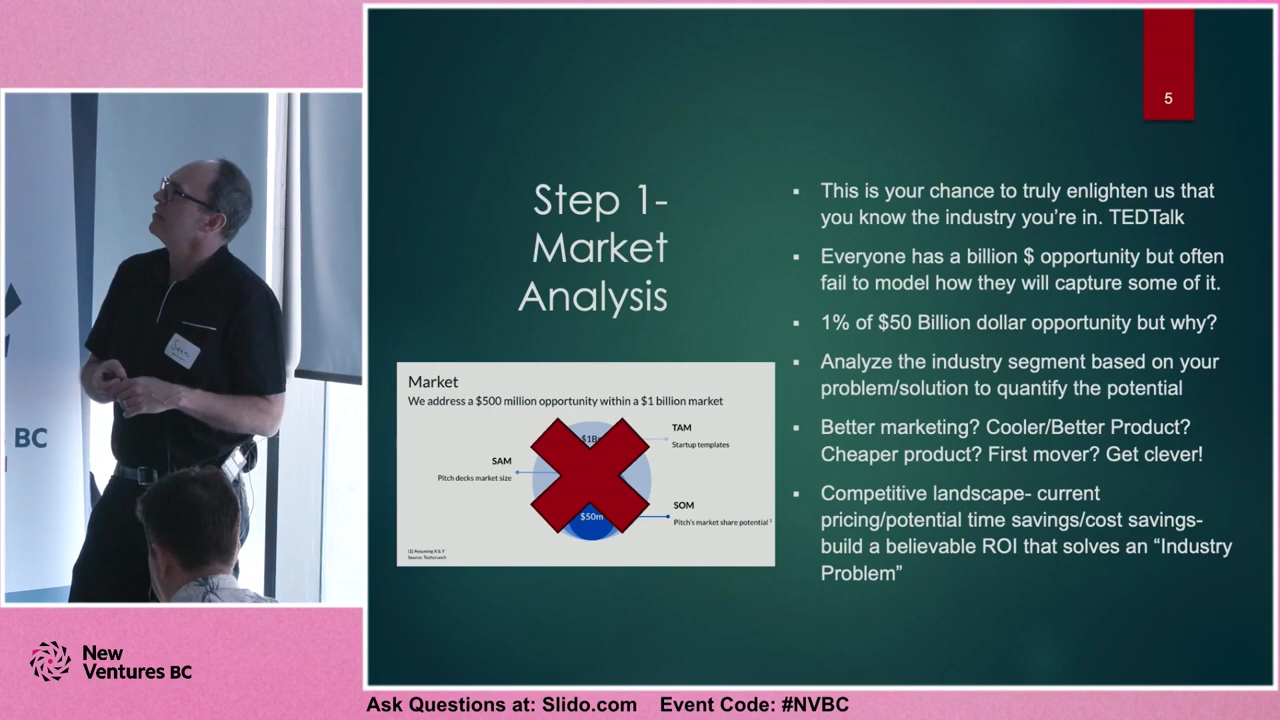 5
Step 1-
Market
Analysis
Market
We address a $500 million opportunity within a $1 billion market
TAM
Startup templates
SAM
Pitch decks market size
SOM
Pitch's market share potential ¹
$50m
(1) Assuming X & Y
Source: Techcrunch
▪ This is your chance to truly enlighten us that
you know the industry you're in. TEDTalk
▪ Everyone has a billion $ opportunity but often
fail to model how they will capture some of it.
▪ 1% of $50 Billion dollar opportunity but why?
▪ Analyze the industry segment based on your
problem/solution to quantify the potential
▪ Better marketing? Cooler/Better Product?
Cheaper product? First mover? Get clever!
▪ Competitive landscape- current
pricing/potential time savings/cost savings-
build a believable ROI that solves an “Industry
Problem”
Sean
BC
New
Ventures BC
Ask Questions at: Slido.com Event Code: #NVBC